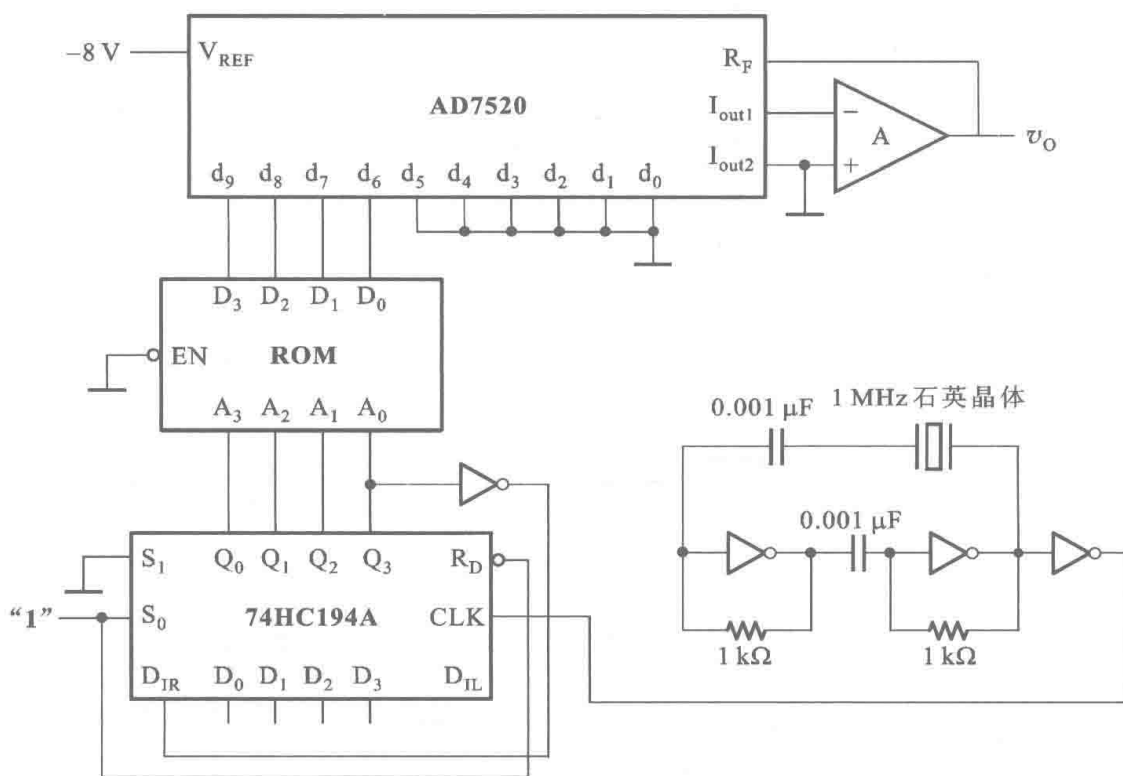 −8 V
V_REF
AD7520
R_F
I_out1
I_out2
− A +
v_O
d_9 d_8 d_7 d_6 d_5 d_4 d_3 d_2 d_1 d_0
D_3 D_2 D_1 D_0
EN ROM
A_3 A_2 A_1 A_0
0.001 μF 1 MHz石英晶体
0.001 μF
S_1 Q_0 Q_1 Q_2 Q_3 R_D
“1” S_0 74HC194A CLK
1 kΩ 1 kΩ
D_IR D_0 D_1 D_2 D_3 D_IL